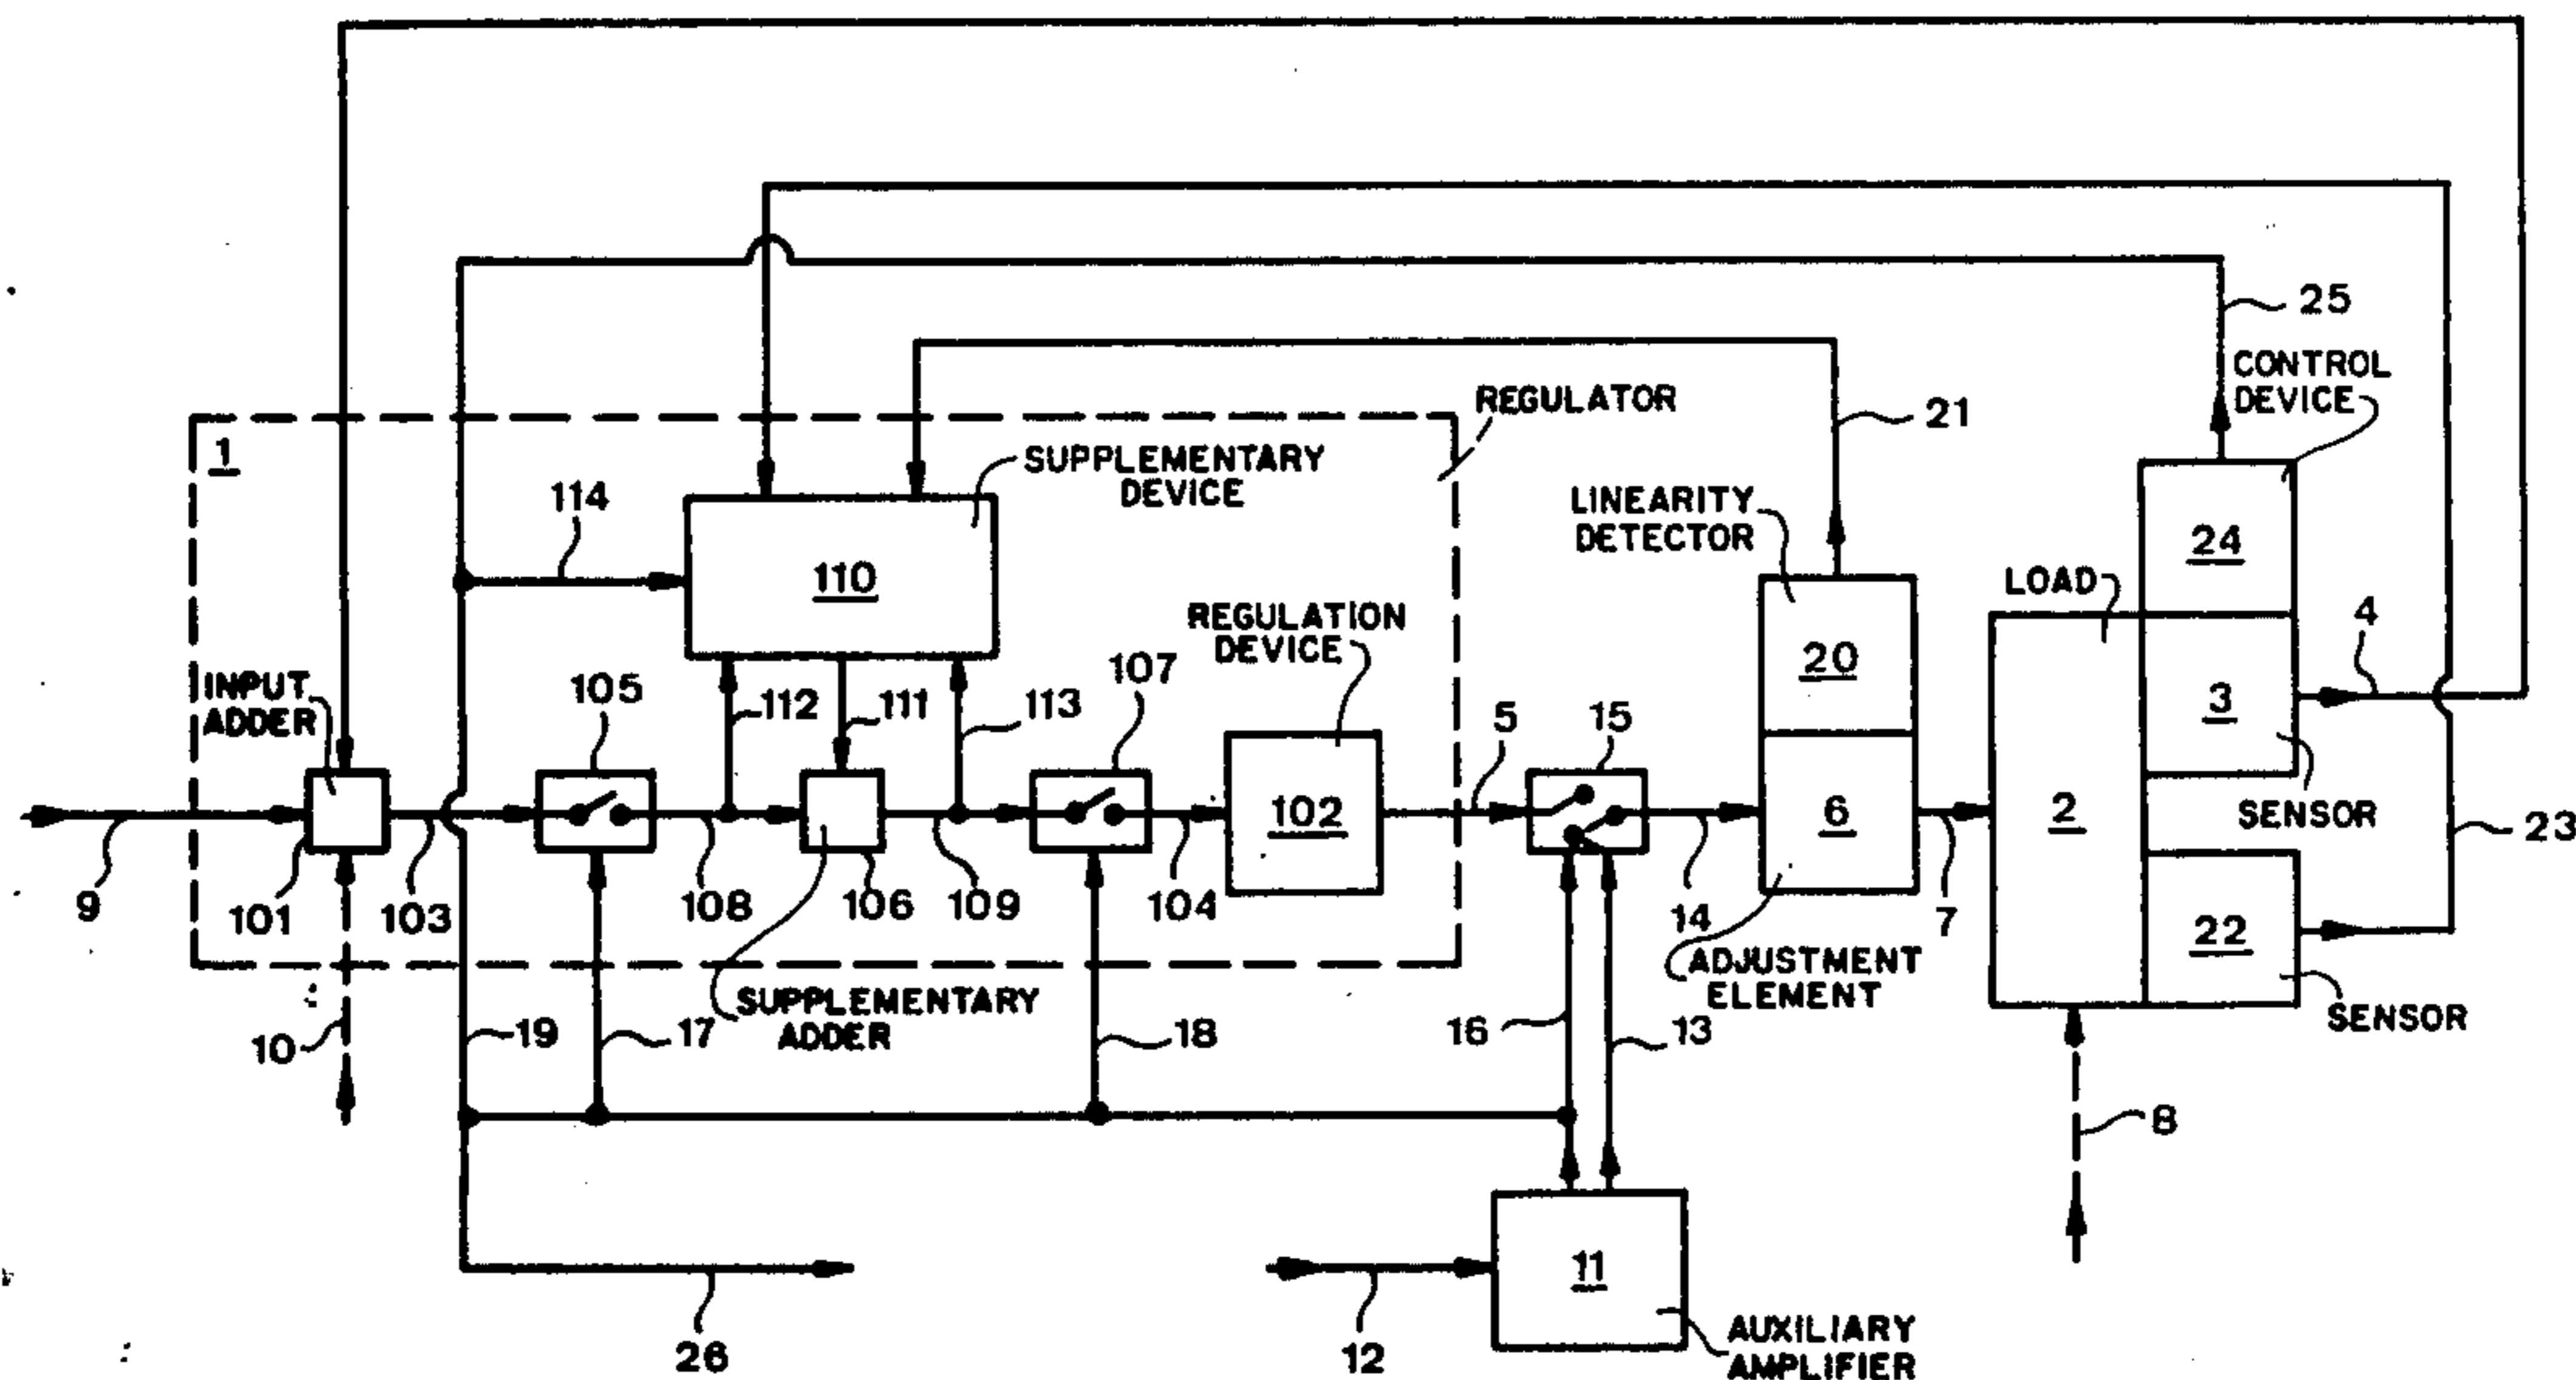 25
CONTROL
DEVICE
REGULATOR
21
1
SUPPLEMENTARY
DEVICE
LINEARITY
DETECTOR
114
24
110
LOAD
4
REGULATION
DEVICE
20
INPUT
ADDER
105
112
111
113
107
3
5
15
SENSOR
102
6
2
23
9
101
103
108
106
109
104
14
7
22
ADJUSTMENT
ELEMENT
SUPPLEMENTARY
ADDER
SENSOR
10
19
17
18
16
13
8
11
26
12
AUXILIARY
AMPLIFIER